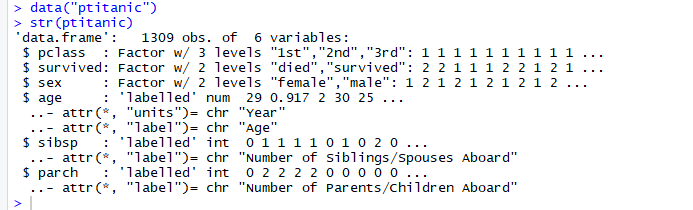 > data("ptitanic")
> str(ptitanic)
'data.frame':	1309 obs. of  6 variables:
 $ pclass  : Factor w/ 3 levels "1st","2nd","3rd": 1 1 1 1 1 1 1 1 1 1 ...
 $ survived: Factor w/ 2 levels "died","survived": 2 2 1 1 1 2 2 1 2 1 ...
 $ sex     : Factor w/ 2 levels "female","male": 1 2 1 2 1 2 1 2 1 2 ...
 $ age     : 'labelled' num  29 0.917 2 30 25 ...
  ..- attr(*, "units")= chr "Year"
  ..- attr(*, "label")= chr "Age"
 $ sibsp   : 'labelled' int  0 1 1 1 1 0 1 0 2 0 ...
  ..- attr(*, "label")= chr "Number of Siblings/Spouses Aboard"
 $ parch   : 'labelled' int  0 2 2 2 2 0 0 0 0 0 ...
  ..- attr(*, "label")= chr "Number of Parents/Children Aboard"
>